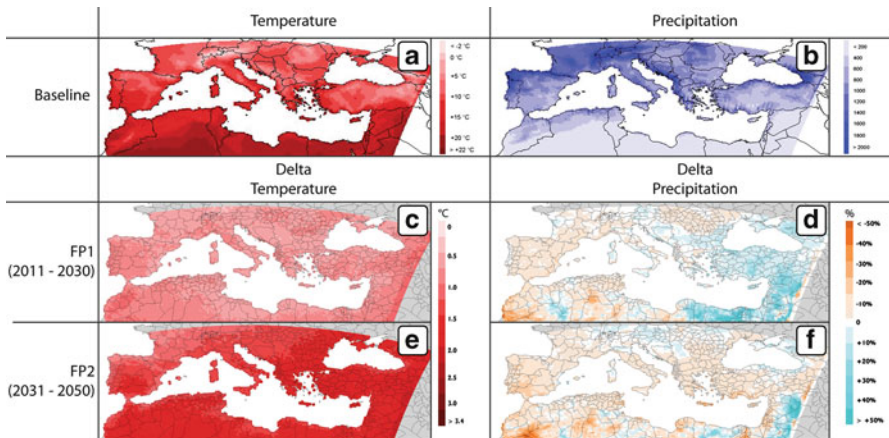 Temperature
Precipitation
Baseline
a
< -2 °C
0 °C
+5 °C
+10 °C
+15 °C
+20 °C
> +22 °C
b
< 200
400
600
800
1000
1200
1600
1800
> 2000
Delta
Temperature
Delta
Precipitation
FP1
(2011 - 2030)
c
°C
0
0.5
1.0
1.5
2.0
2.5
3.0
> 3.4
d
%
< -50%
-40%
-30%
-20%
-10%
0
+10%
+20%
+30%
+40%
> +50%
FP2
(2031 - 2050)
e
f